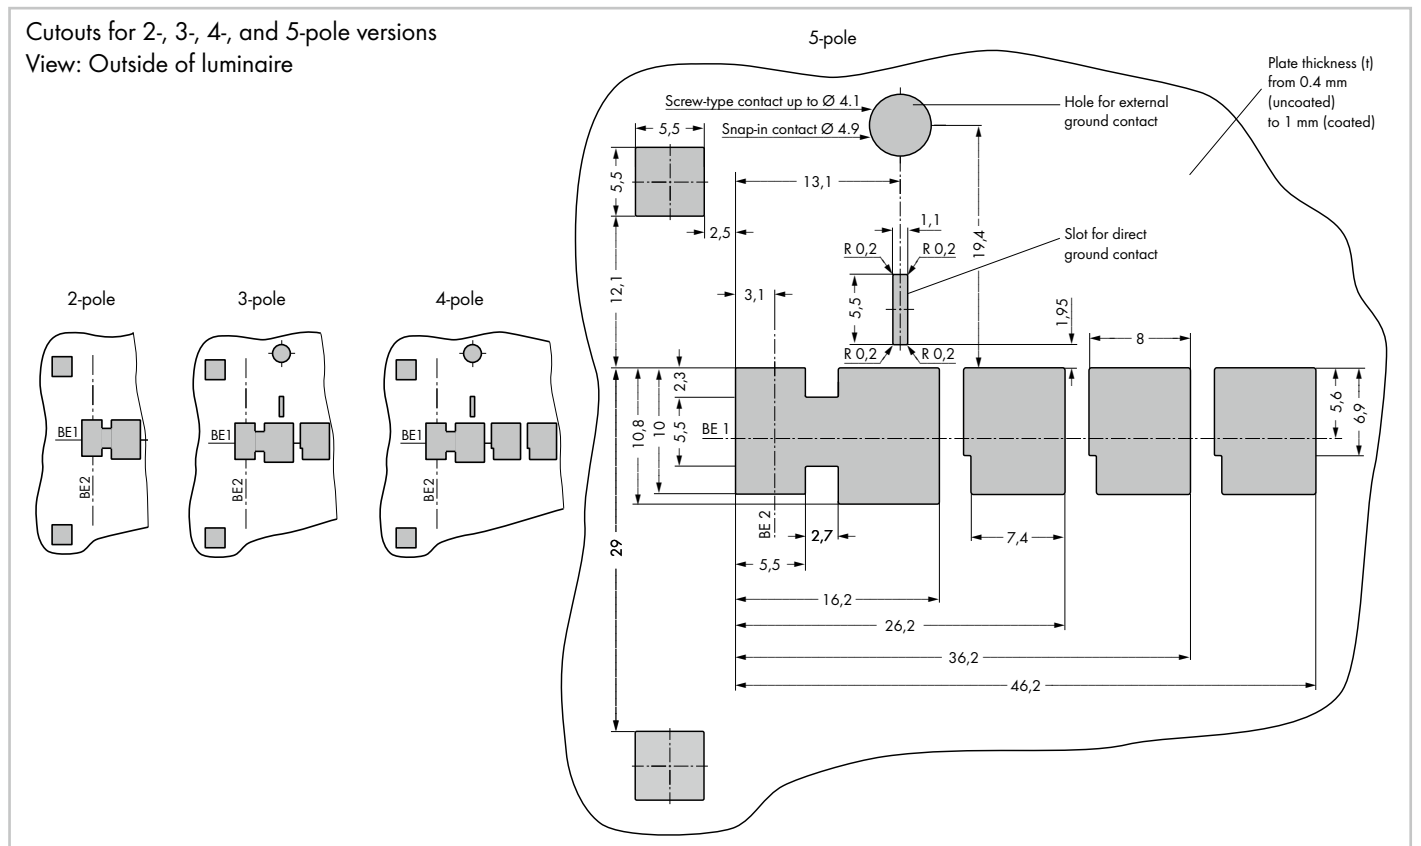 Cutouts for 2-, 3-, 4-, and 5-pole versions
View: Outside of luminaire
5-pole
Plate thickness (t)
from 0.4 mm
(uncoated)
to 1 mm (coated)
Screw-type contact up to Ø 4.1
Snap-in contact Ø 4.9
Hole for external
ground contact
5,5
5,5
13,1
2,5
1,1
19,4
Slot for direct
ground contact
R 0,2
R 0,2
12,1
3,1
5,5
1,95
R 0,2
R 0,2
8
2-pole
3-pole
4-pole
BE1
BE2
BE1
BE2
BE1
BE2
2,3
10,8
10
5,5
BE 1
5,6
6,9
BE 2
2,7
7,4
29
5,5
16,2
26,2
36,2
46,2